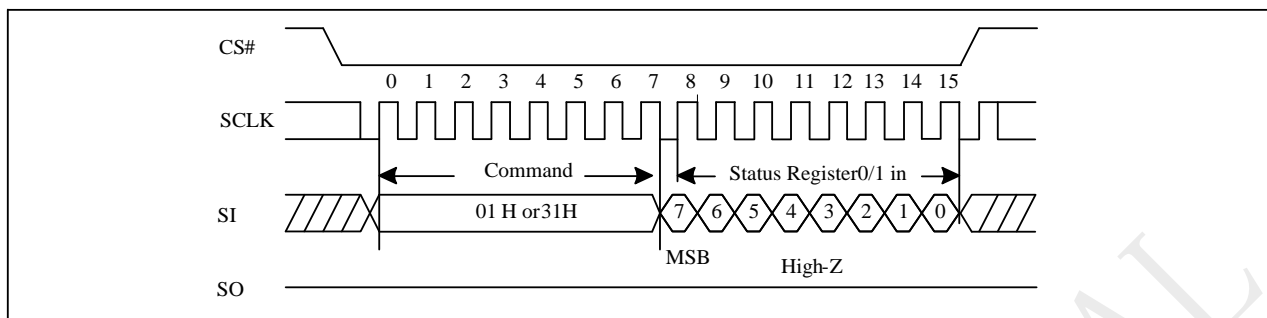 CS#
0 1 2 3 4 5 6 7 8 9 10 11 12 13 14 15
SCLK
Command Status Register0/1 in
SI 01 H or31H 7 6 5 4 3 2 1 0
MSB High-Z
SO
AL